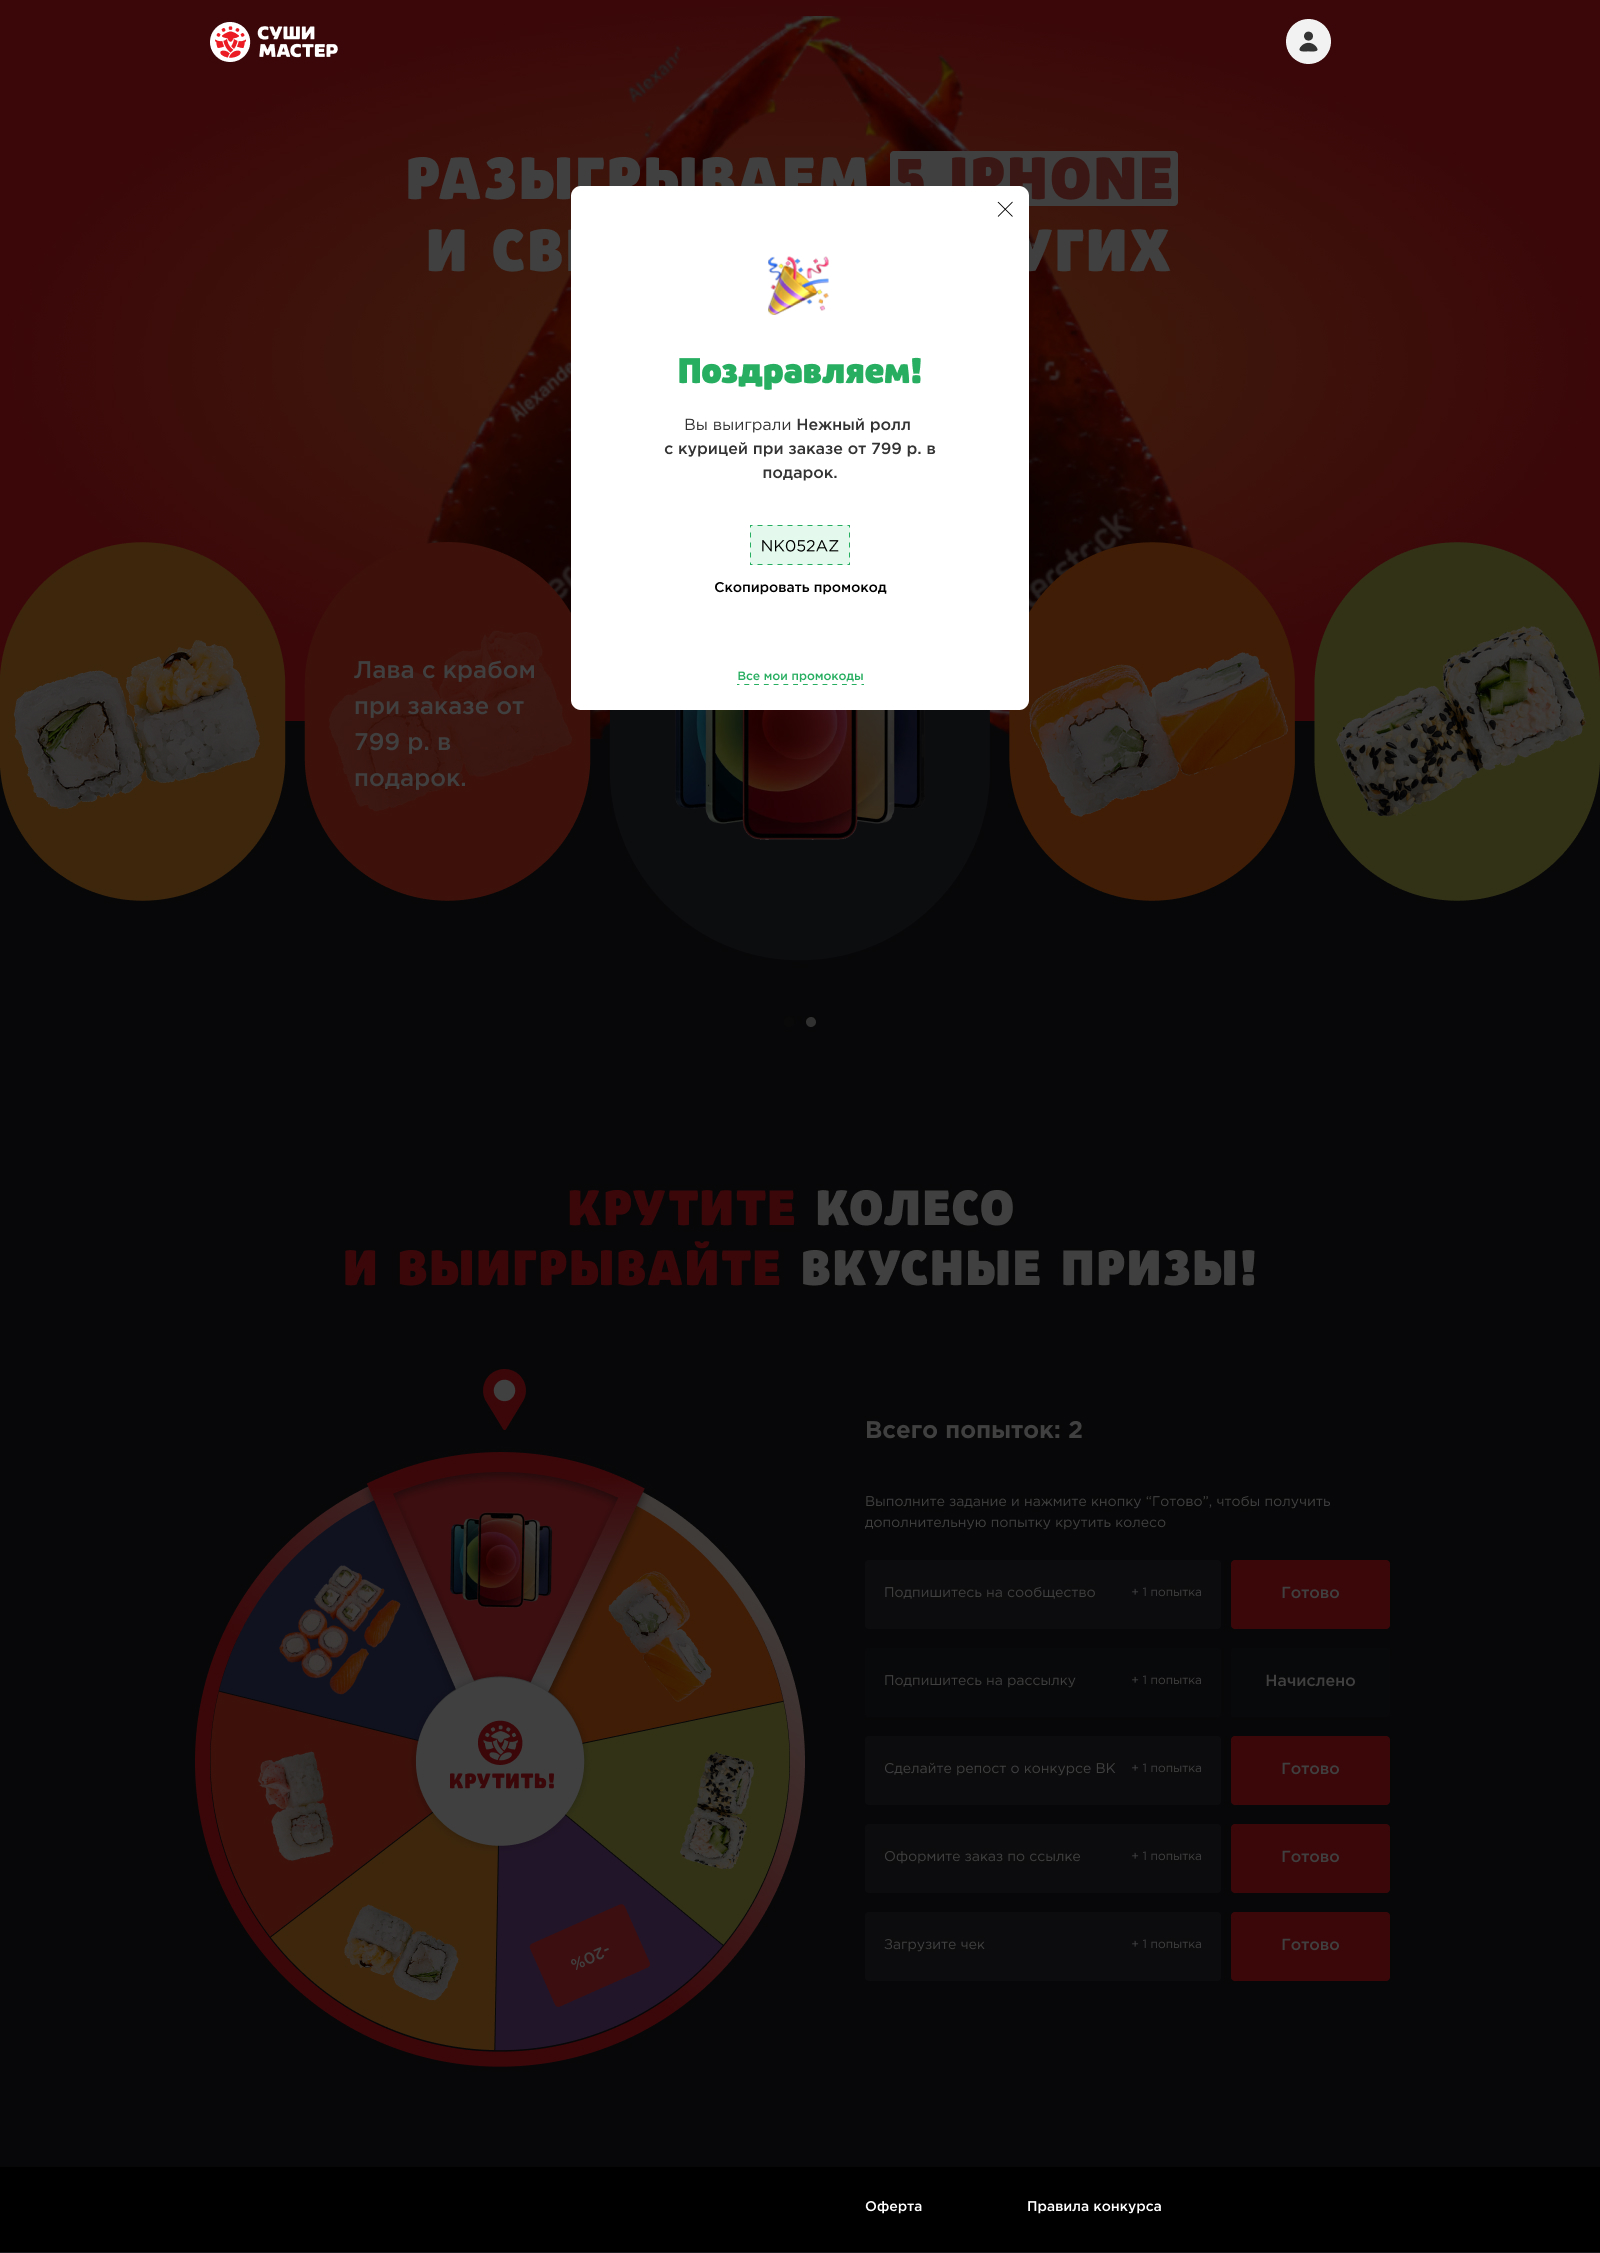 СУШИ
МАСТЕР
РАЗЫГРЫВАЕМ 5 IPHONE
Поздравляем!
Вы выиграли Нежный ролл
с курицей при заказе от 799 р. в
подарок.
NK052AZ
Скопировать промокод
Все мои промокоды
Лава с крабом
при заказе от
799 р. в
подарок.
КРУТИТЕ КОЛЕСО
И ВЫИГРЫВАЙТЕ ВКУСНЫЕ ПРИЗЫ!
КРУТИТЬ!
-20%
Всего попыток: 2
Выполните задание и нажмите кнопку “Готово”, чтобы получить
дополнительную попытку крутить колесо
Подпишитесь на сообщество + 1 попытка Готово
Подпишитесь на рассылку + 1 попытка Начислено
Сделайте репост о конкурсе ВК + 1 попытка Готово
Оформите заказ по ссылке + 1 попытка Готово
Загрузите чек + 1 попытка Готово
Оферта Правила конкурса